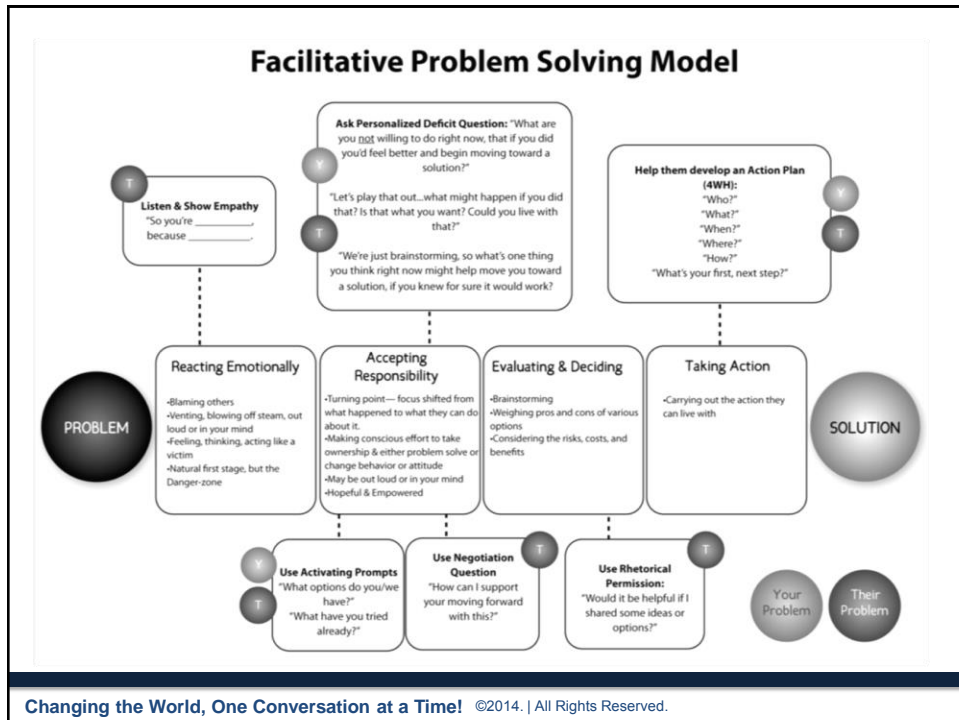 Facilitative Problem Solving Model
T
Listen & Show Empathy
"So you're _________,
because __________.
Ask Personalized Deficit Question: "What are
you not willing to do right now, that if you did
you'd feel better and begin moving toward a
solution?"
"Let's play that out...what might happen if you did
that? Is that what you want? Could you live with
that?"
"We're just brainstorming, so what's one thing
you think right now might help move you toward
a solution, if you knew for sure it would work?
Y
T
Help them develop an Action Plan
(4WH):
"Who?"
"What?"
"When?"
"Where?"
"How?"
"What's your first, next step?"
Y
T
PROBLEM
Reacting Emotionally
•Blaming others
•Venting, blowing off steam, out
loud or in your mind
•Feeling, thinking, acting like a
victim
•Natural first stage, but the
Danger-zone
Accepting
Responsibility
•Turning point— focus shifted from
what happened to what they can do
about it.
•Making conscious effort to take
ownership & either problem solve or
change behavior or attitude
•May be out loud or in your mind
•Hopeful & Empowered
Evaluating & Deciding
•Brainstorming
•Weighing pros and cons of various
options
•Considering the risks, costs, and
benefits
Taking Action
•Carrying out the action they
can live with
SOLUTION
Y
T
Use Activating Prompts
"What options do you/we
have?"
"What have you tried
already?"
T
Use Negotiation
Question
"How can I support
your moving forward
with this?"
T
Use Rhetorical
Permission:
"Would it be helpful if I
shared some ideas or
options?"
Your
Problem
Their
Problem
Changing the World, One Conversation at a Time! ©2014. | All Rights Reserved.